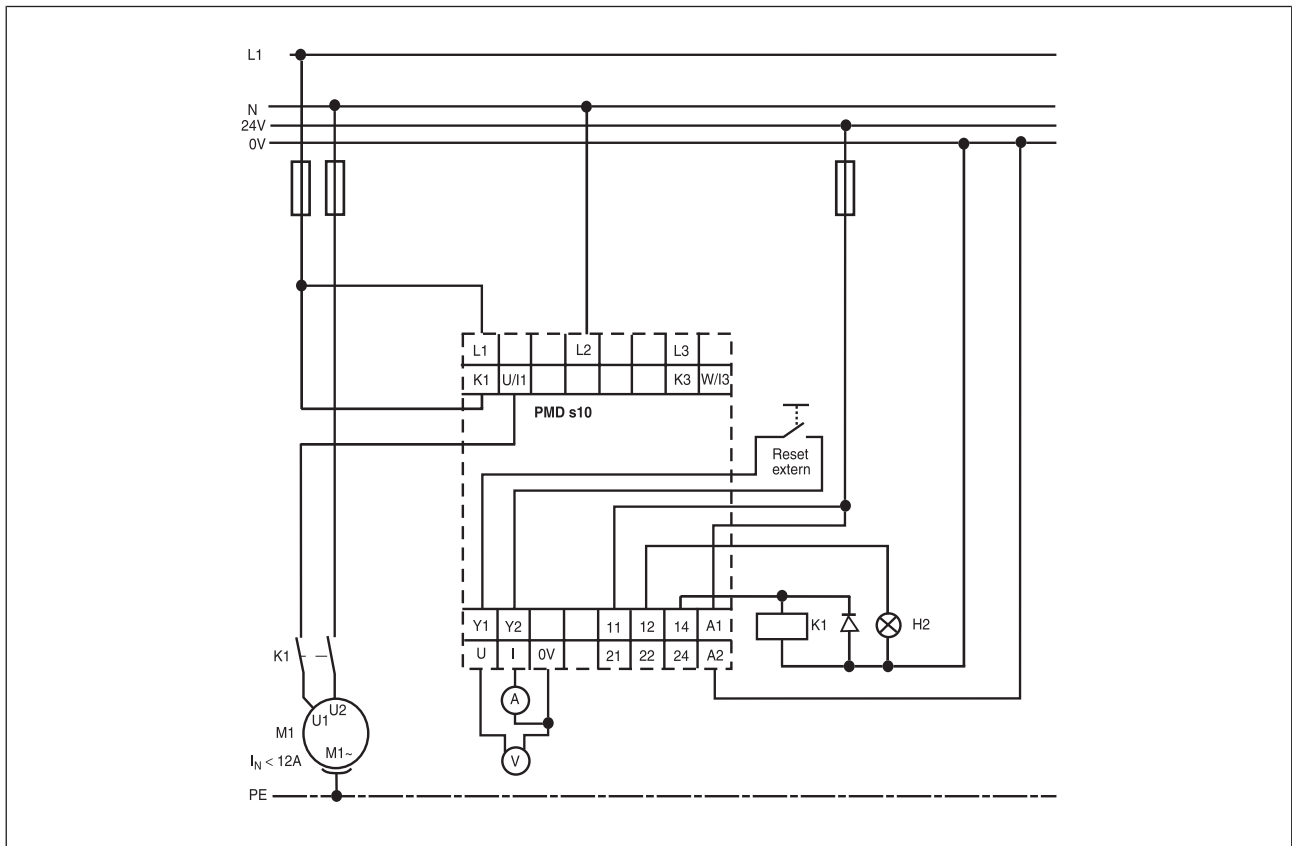 L1
N
24V
0V
L1 L2 L3
K1 U/I1 K3 W/I3
PMD s10
Reset
extern
Y1 Y2 11 12 14 A1
U I 0V 21 22 24 A2
K1
H2
K1
A
V
U1 U2
M1
M1~
IN < 12A
PE